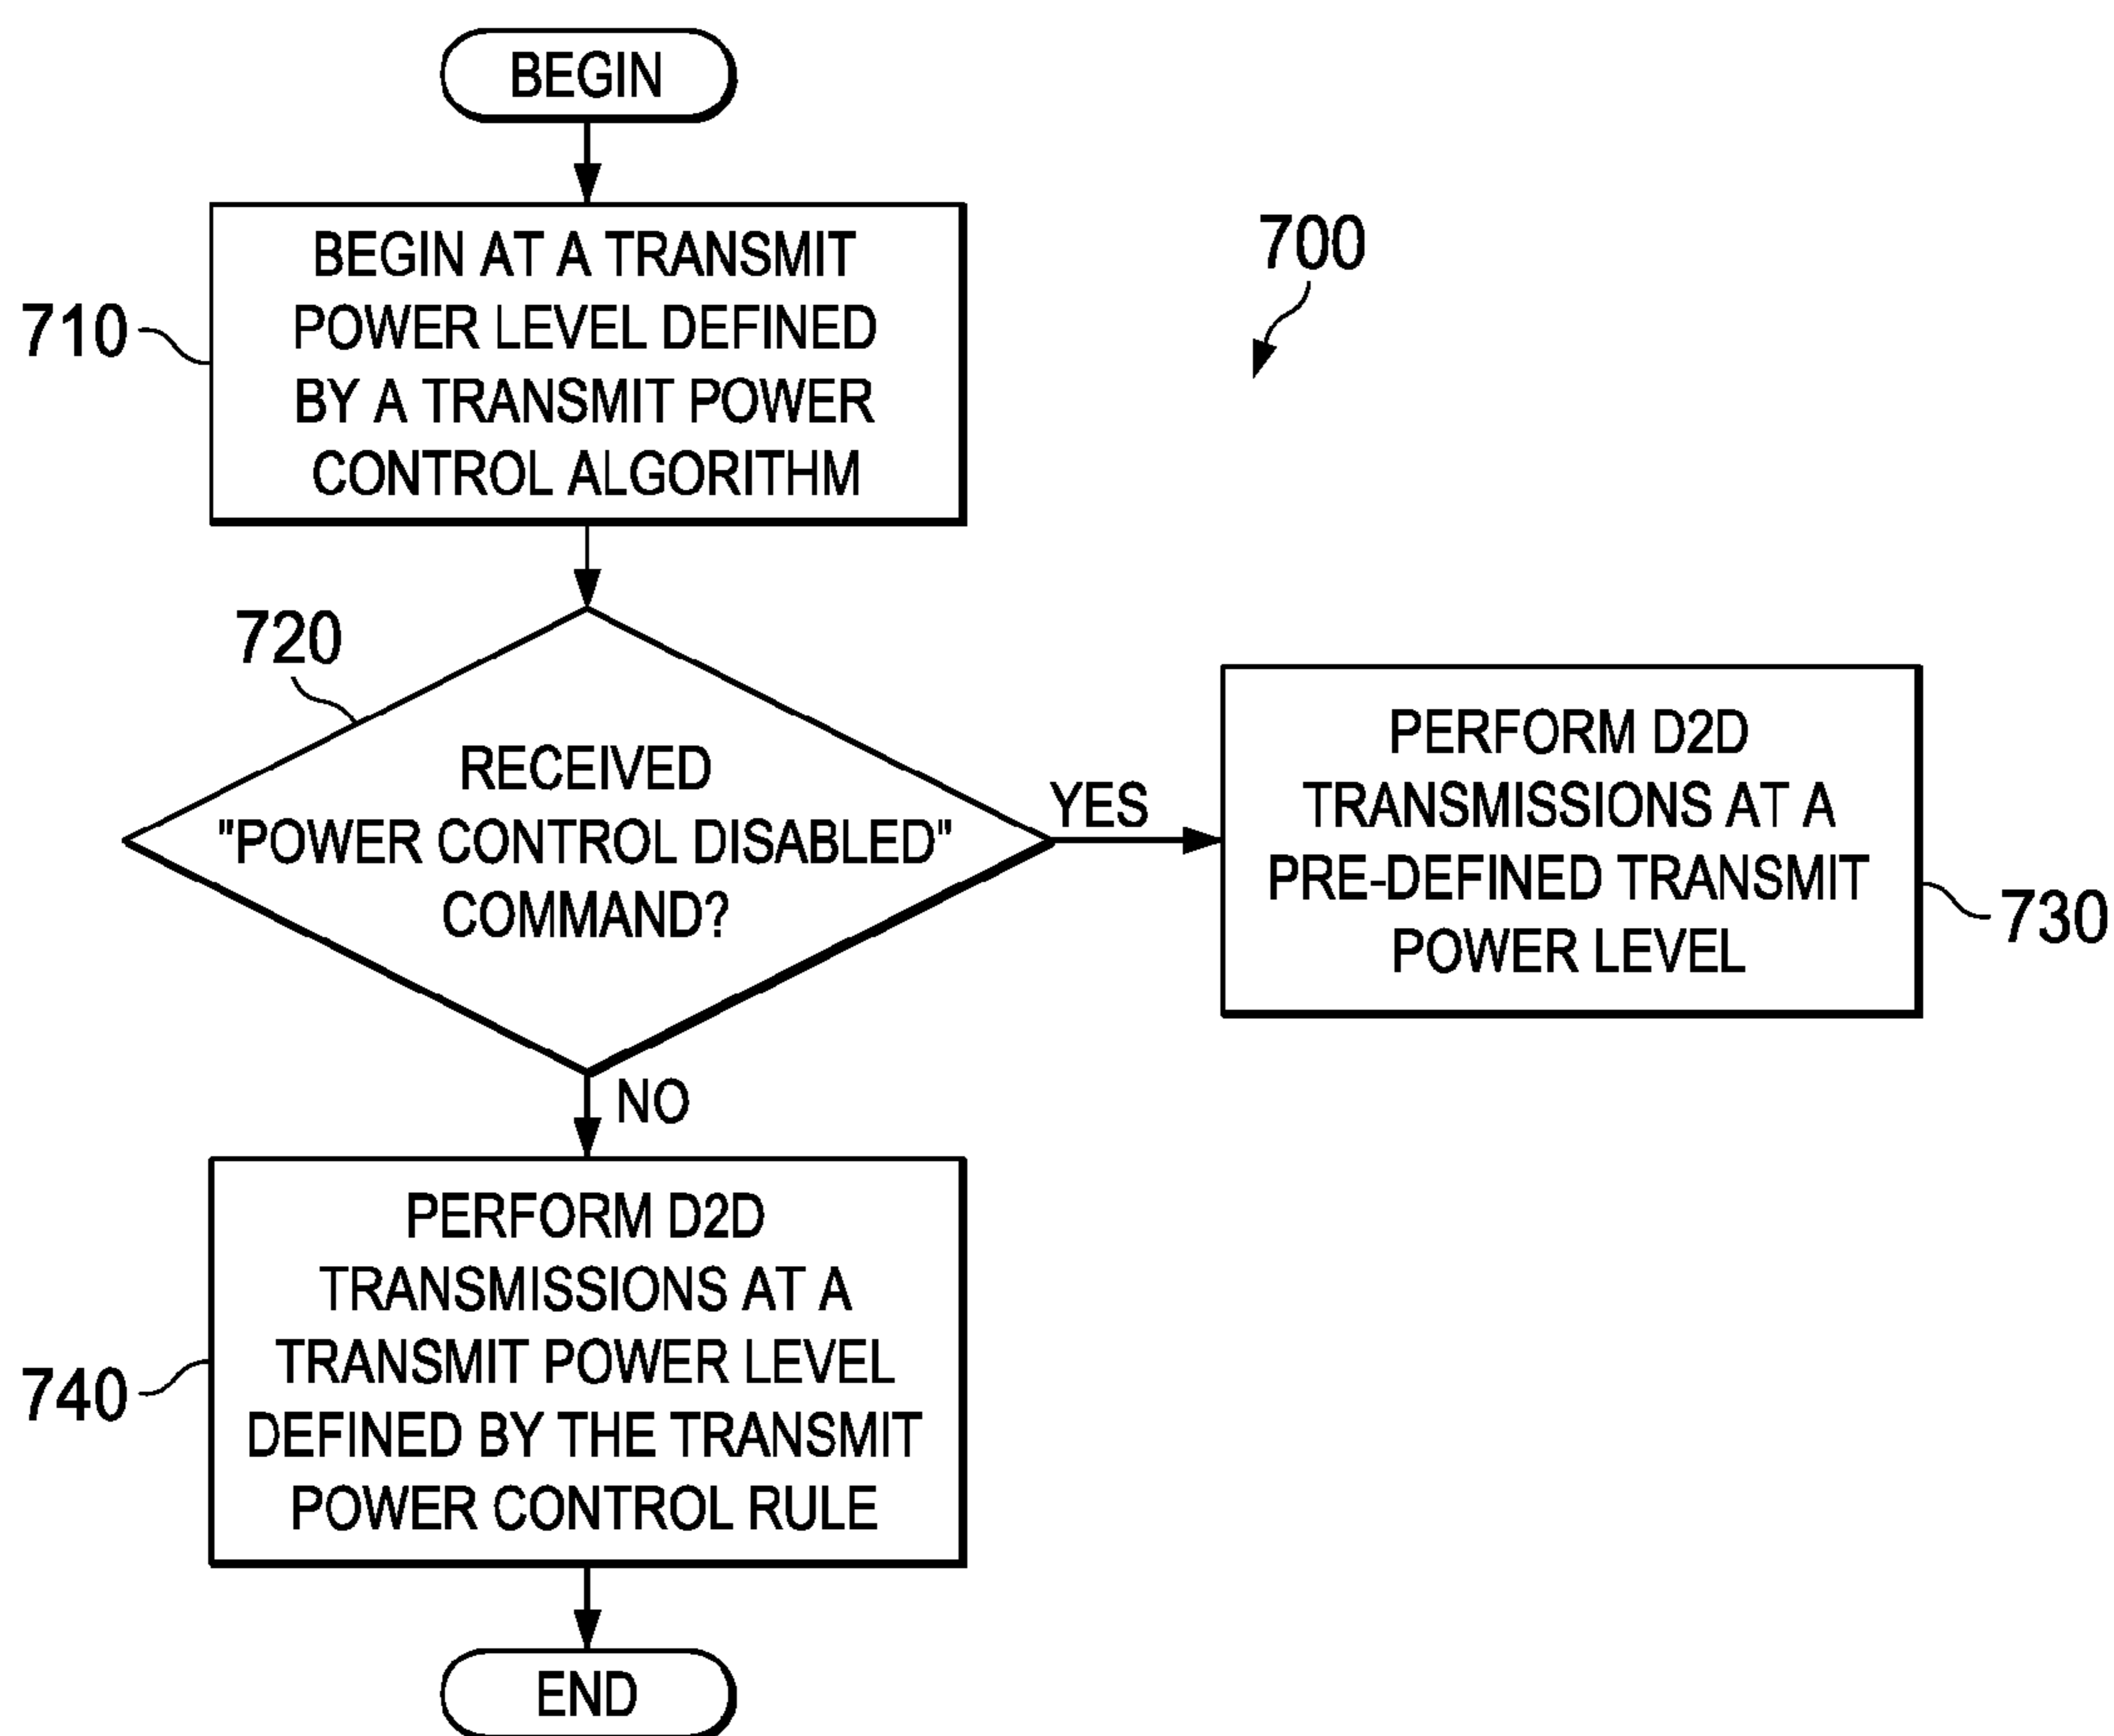 BEGIN
BEGIN AT A TRANSMIT
POWER LEVEL DEFINED
BY A TRANSMIT POWER
CONTROL ALGORITHM
710
700
720
RECEIVED
"POWER CONTROL DISABLED"
COMMAND?
YES
PERFORM D2D
TRANSMISSIONS AT A
PRE-DEFINED TRANSMIT
POWER LEVEL
730
NO
PERFORM D2D
TRANSMISSIONS AT A
TRANSMIT POWER LEVEL
DEFINED BY THE TRANSMIT
POWER CONTROL RULE
740
END